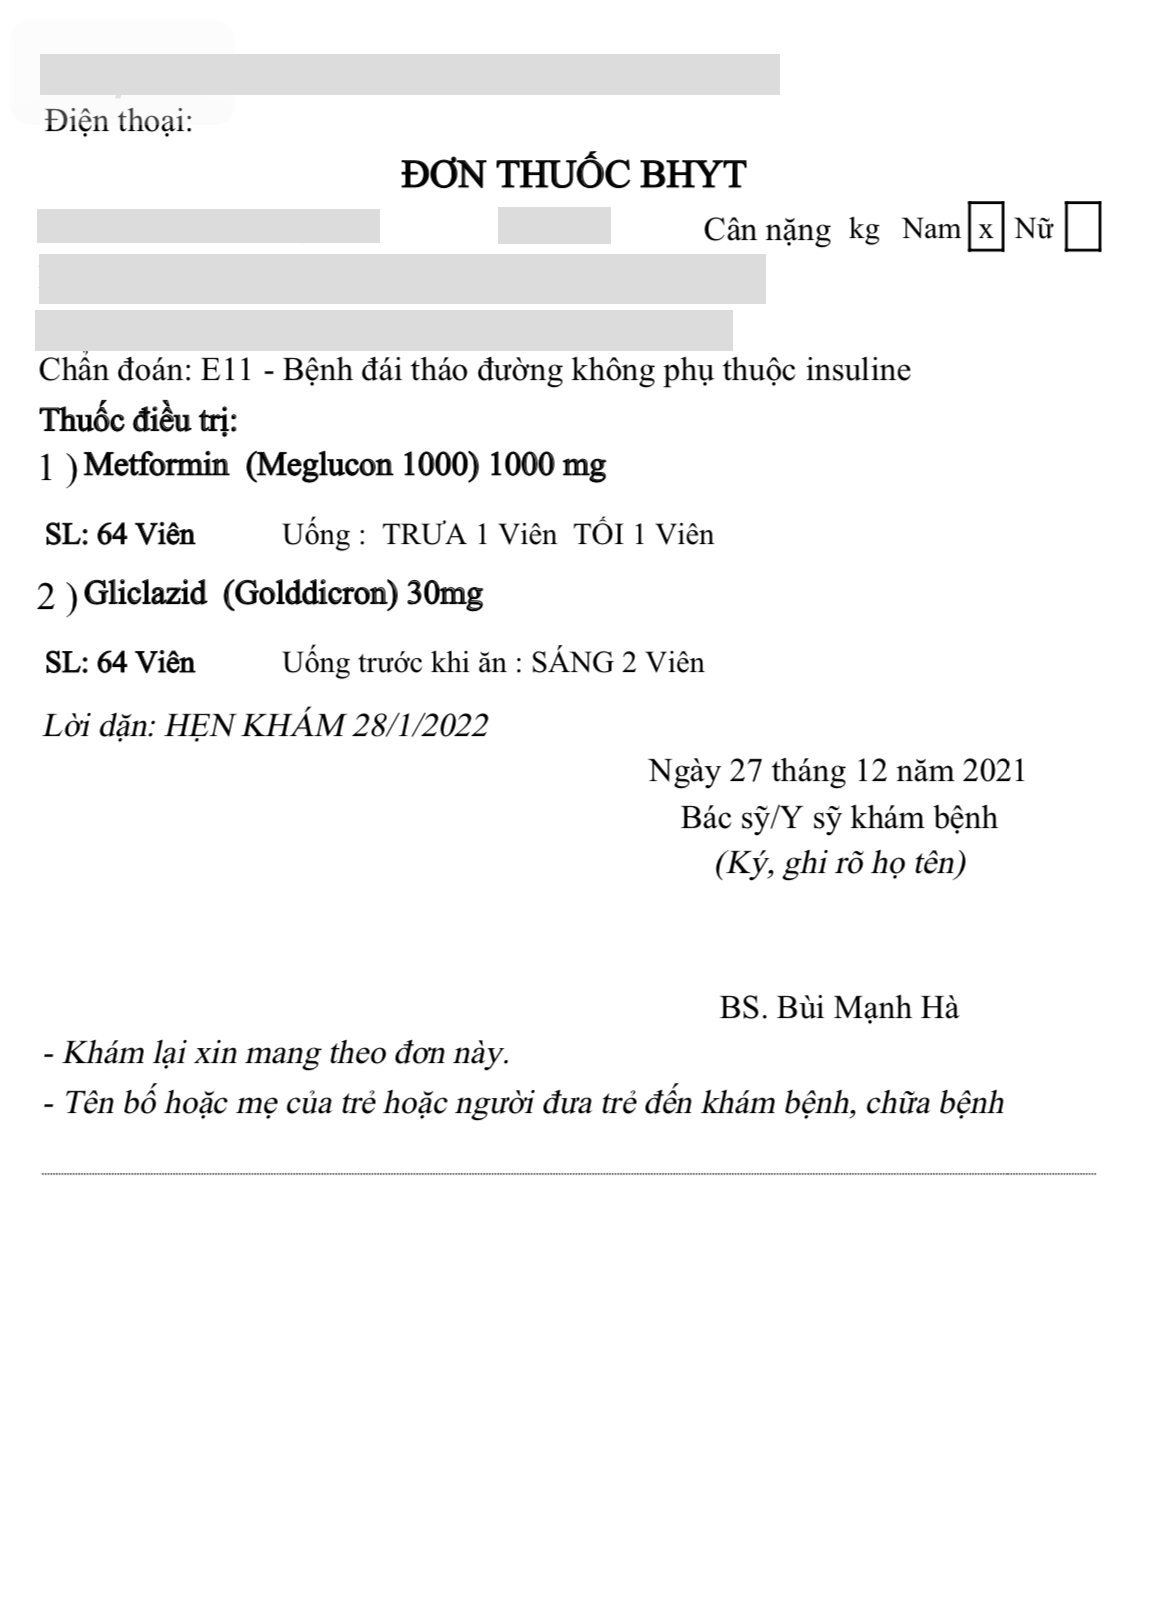 Điện thoại:
ĐƠN THUỐC BHYT
Cân nặng kg Nam x Nữ
Chẩn đoán: E11 - Bệnh đái tháo đường không phụ thuộc insuline
Thuốc điều trị:
1 ) Metformin (Meglucon 1000) 1000 mg
SL: 64 Viên Uống : TRƯA 1 Viên TỐI 1 Viên
2 ) Gliclazid (Golddicron) 30mg
SL: 64 Viên Uống trước khi ăn : SÁNG 2 Viên
Lời dặn: HẸN KHÁM 28/1/2022
Ngày 27 tháng 12 năm 2021
Bác sỹ/Y sỹ khám bệnh
(Ký, ghi rõ họ tên)
BS. Bùi Mạnh Hà
- Khám lại xin mang theo đơn này.
- Tên bố hoặc mẹ của trẻ hoặc người đưa trẻ đến khám bệnh, chữa bệnh